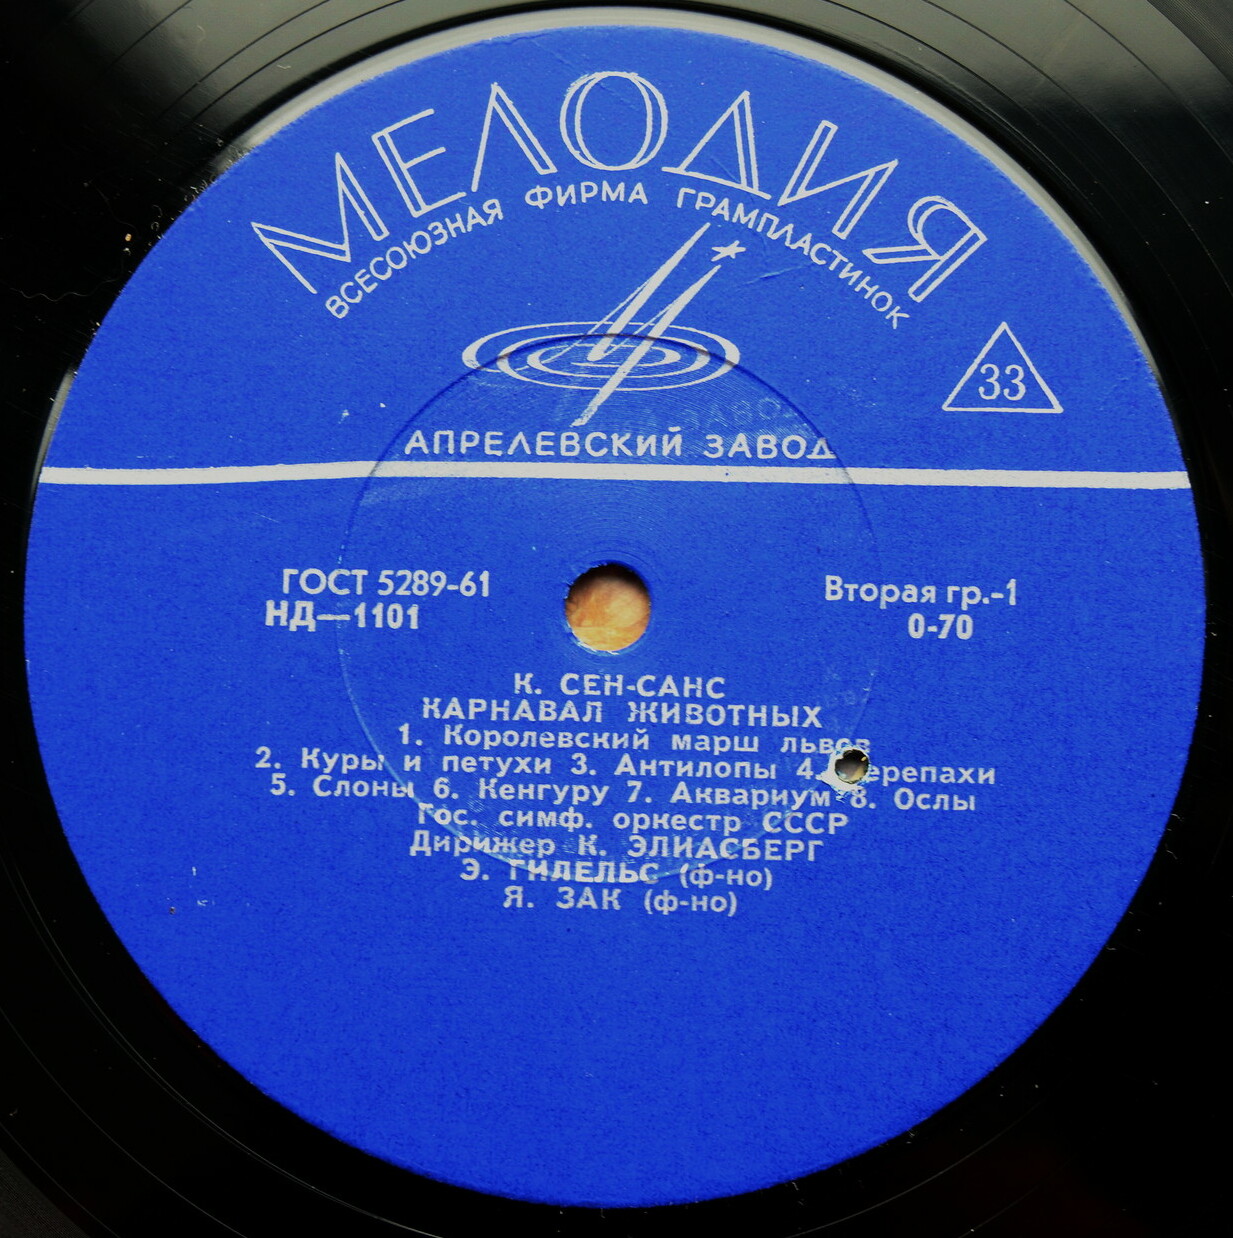 МЕЛОДИЯ
ВСЕСОЮЗНАЯ ФИРМА ГРАМПЛАСТИНОК
33
АПРЕЛЕВСКИЙ ЗАВОД
ГОСТ 5289-61
НД—1101
Вторая гр.-1
0-70
К. СЕН-САНС
КАРНАВАЛ ЖИВОТНЫХ
1. Королевский марш львов
2. Куры и петухи 3. Антилопы 4. Черепахи
5. Слоны 6. Кенгуру 7. Аквариум 8. Ослы
Гос. симф. оркестр СССР
Дирижер К. ЭЛИАСБЕРГ
Э. ГИЛЕЛЬС (ф-но)
Я. ЗАК (ф-но)